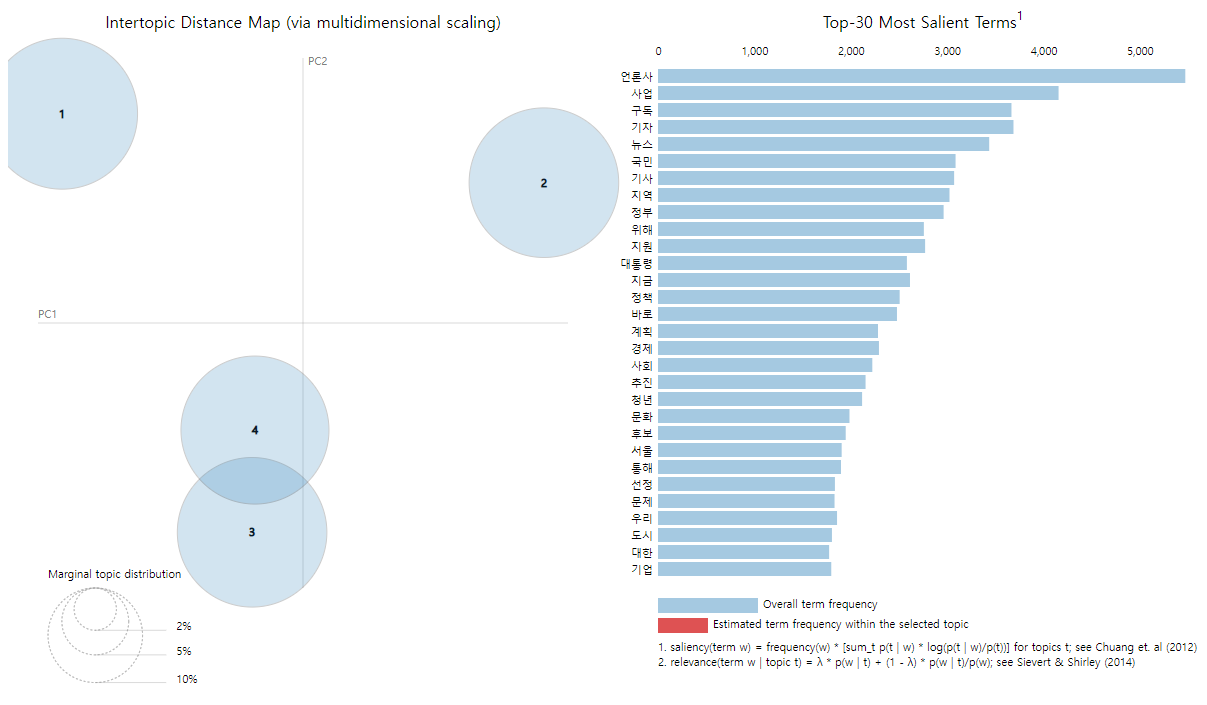 Intertopic Distance Map (via multidimensional scaling)
PC2
1
2
PC1
4
3
Marginal topic distribution
2%
5%
10%
Top-30 Most Salient Terms1
0 1,000 2,000 3,000 4,000 5,000
언론사
사업
구독
기자
뉴스
국민
기사
지역
정부
위해
지원
대통령
지금
정책
바로
계획
경제
사회
추진
청년
문화
후보
서울
통해
선정
문제
우리
도시
대한
기업
Overall term frequency
Estimated term frequency within the selected topic
1. saliency(term w) = frequency(w) * [sum_t p(t | w) * log(p(t | w)/p(t))] for topics t; see Chuang et. al (2012)
2. relevance(term w | topic t) = λ * p(w | t) + (1 - λ) * p(w | t)/p(w); see Sievert & Shirley (2014)